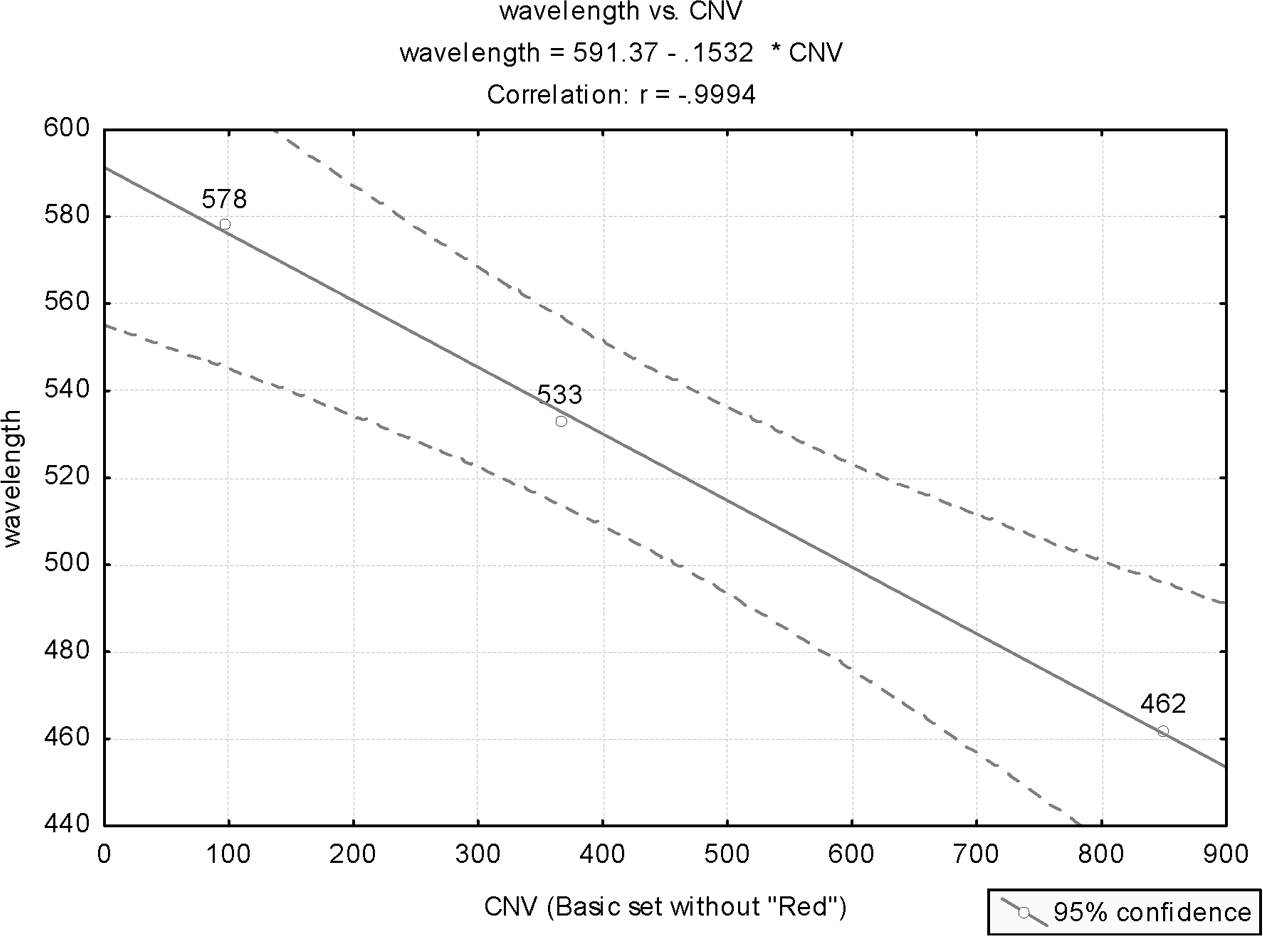 wavelength vs. CNV
wavelength = 591.37 - .1532 * CNV
Correlation: r = -.9994
600
580
560
540
520
500
480
460
440
wavelength
578
533
462
0 100 200 300 400 500 600 700 800 900
CNV (Basic set without "Red")
95% confidence